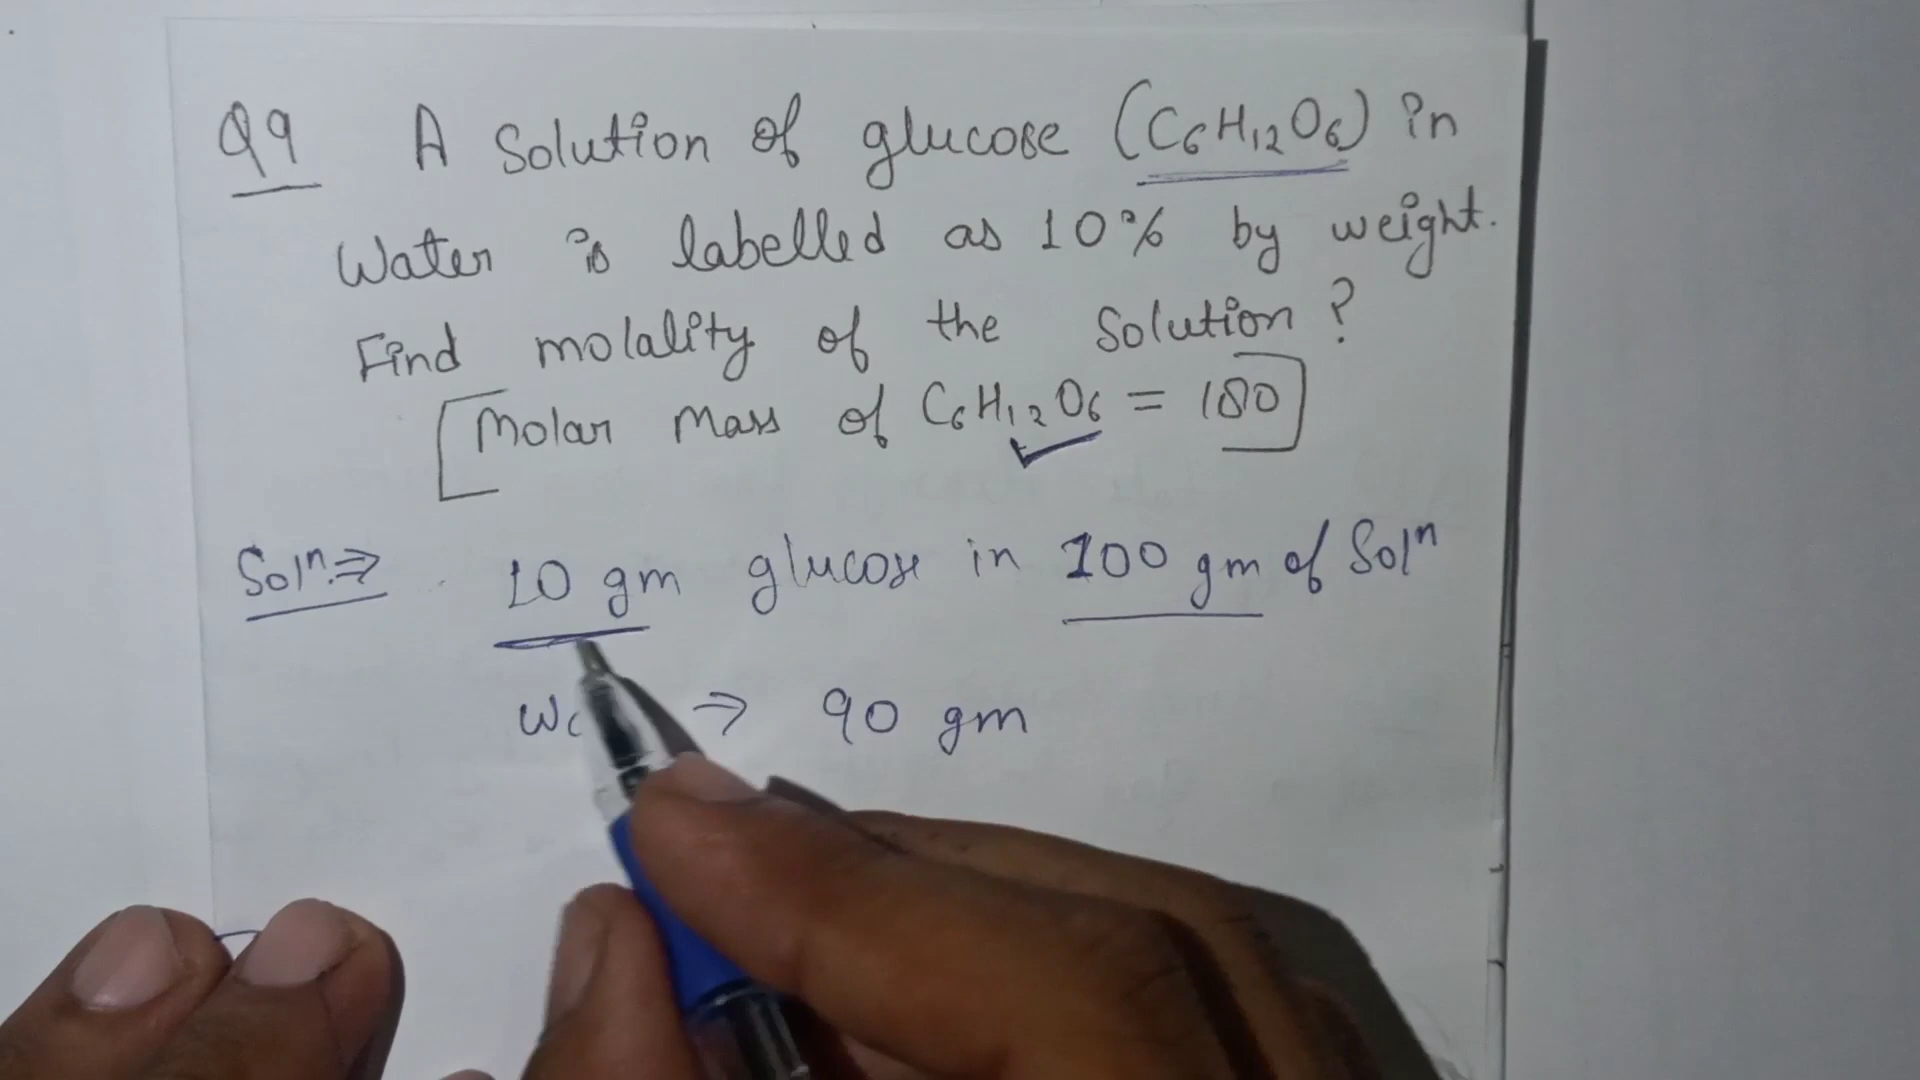 Q9 A Solution of glucose (C6H12O6) in
Water is labelled as 10% by weight.
Find molality of the Solution?
[Molar Mass of C6H12O6 = 180]
Soln.⇒ 10 gm glucose in 100 gm of Soln
⇒ 90 gm